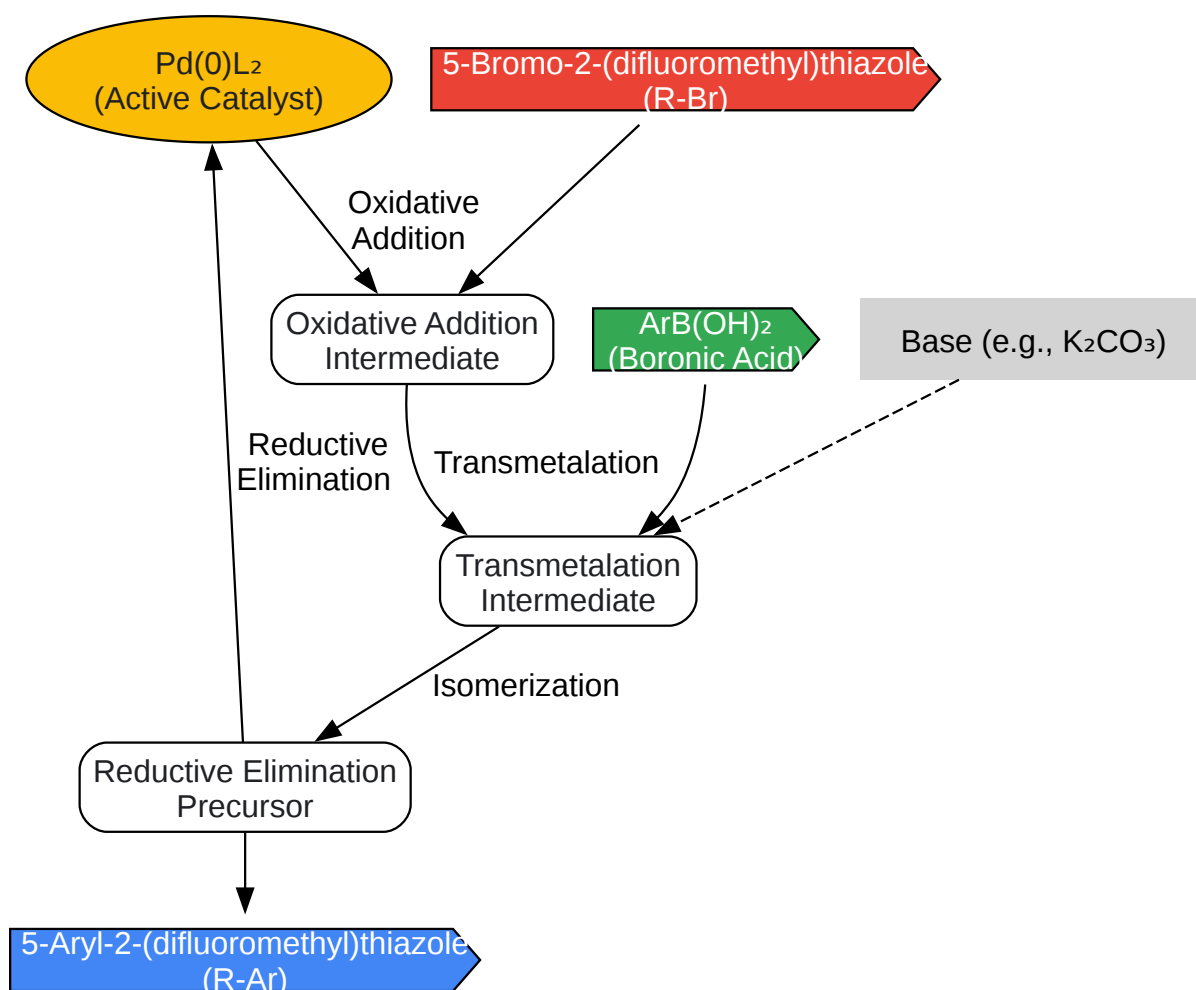 Pd(0)L₂
(Active Catalyst)
5-Bromo-2-(difluoromethyl)thiazole
(R-Br)
Oxidative
Addition
Oxidative Addition
Intermediate
ArB(OH)₂
(Boronic Acid)
Base (e.g., K₂CO₃)
Reductive
Elimination
Transmetalation
Transmetalation
Intermediate
Isomerization
Reductive Elimination
Precursor
5-Aryl-2-(difluoromethyl)thiazole
(R-Ar)